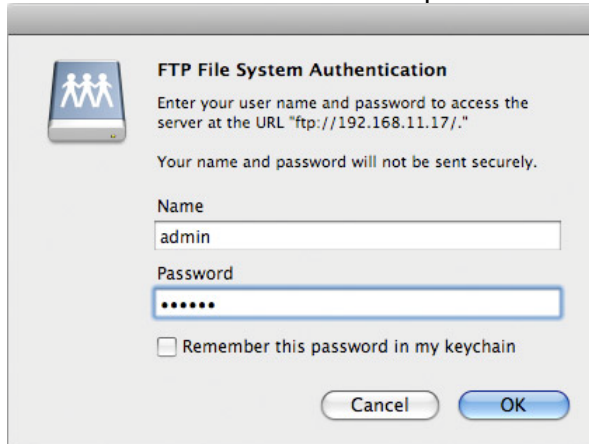 FTP File System Authentication
Enter your user name and password to access the
server at the URL "ftp://192.168.11.17/."
Your name and password will not be sent securely.
Name
admin
Password
••••••
Remember this password in my keychain
Cancel OK